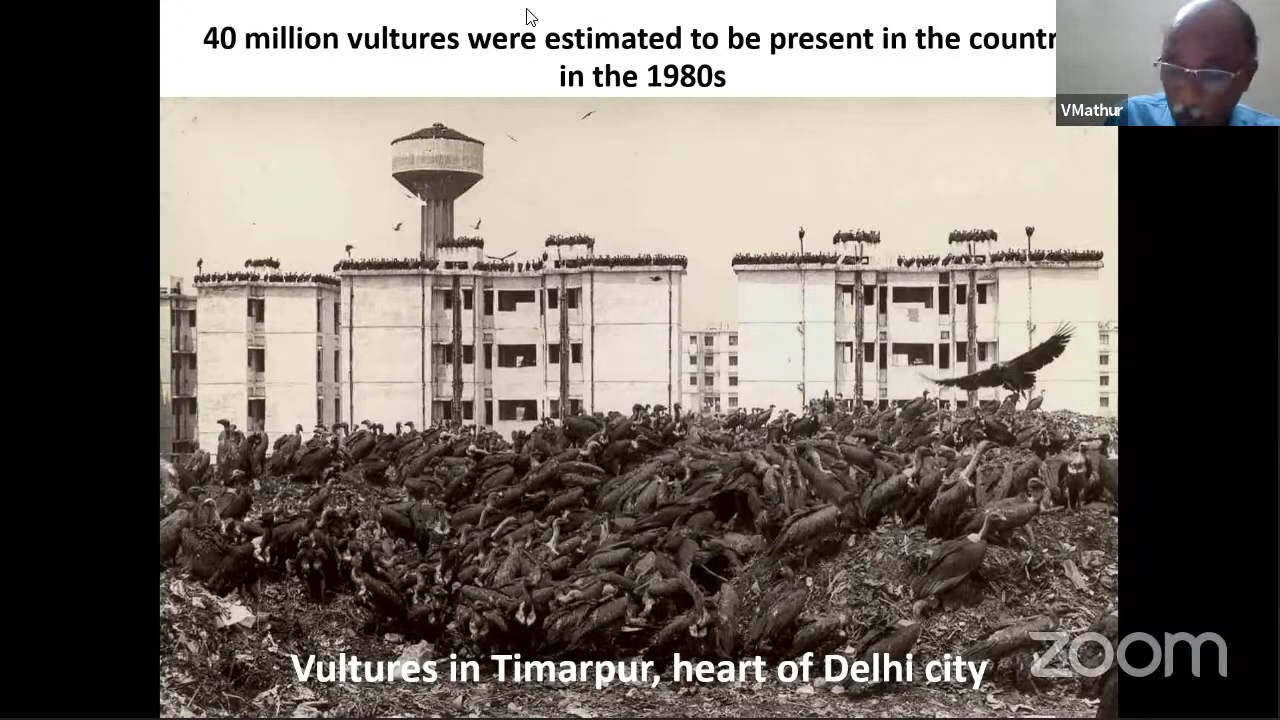 40 million vultures were estimated to be present in the countr
in the 1980s
VMathur
Vultures in Timarpur, heart of Delhi city
zoom